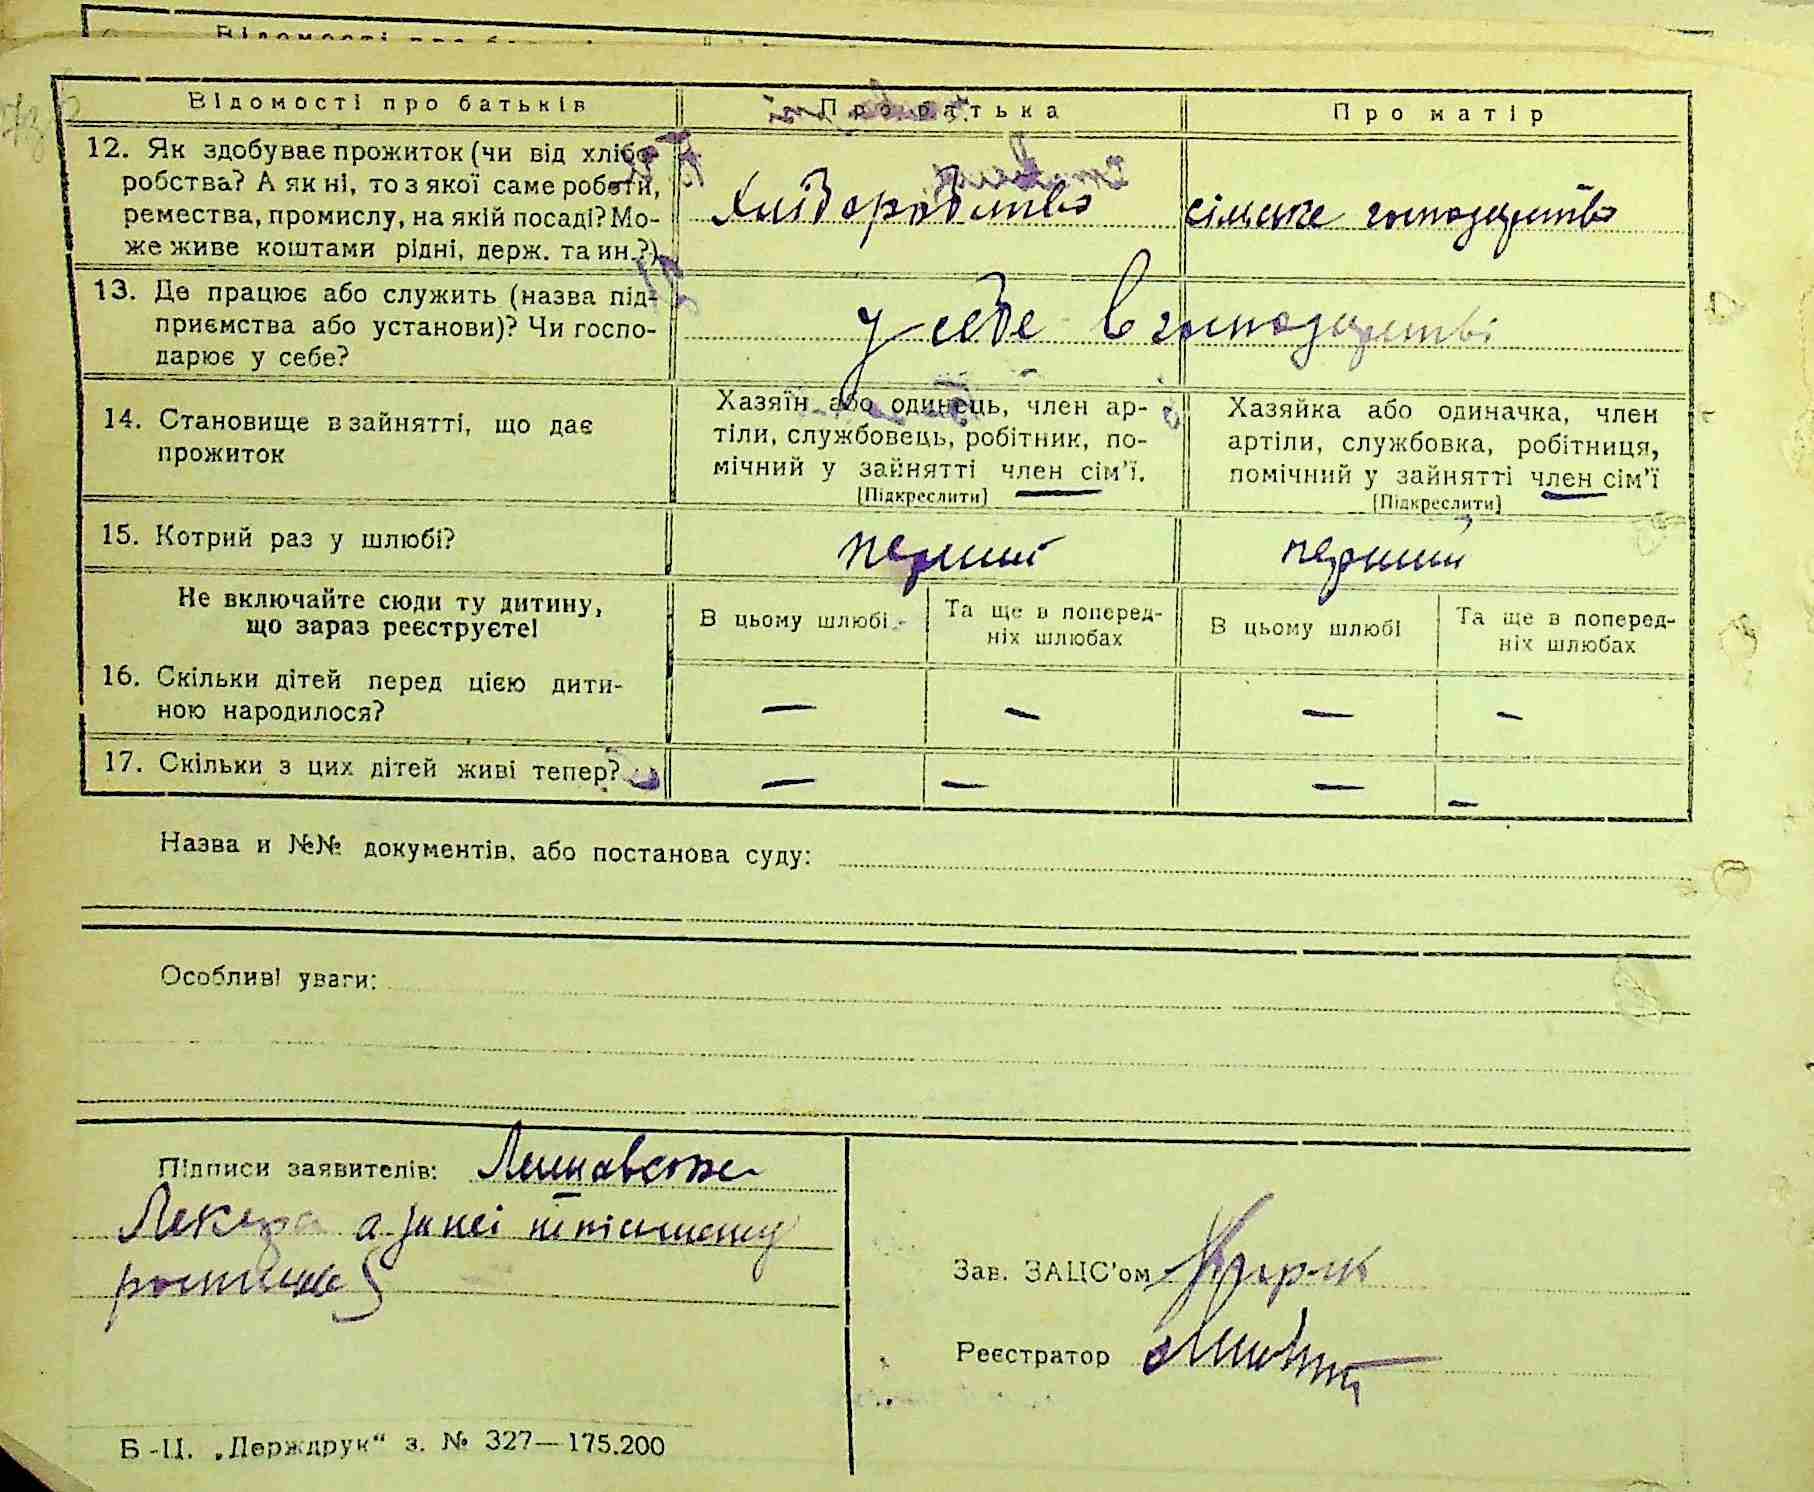 Відомості про батьків
Про батька
Про матір
12. Як здобуває прожиток (чи від хлібо-
робства? А як ні, то з якої саме роботи,
ремества, промислу, на якій посаді? Мо-
же живе коштами рідні, держ. та ин.?)
Хліборобство
сільське господарство
13. Де працює або служить (назва під-
приємства або установи)? Чи госпо-
дарює у себе?
у себе в господарстві
14. Становище в зайнятті, що дає
прожиток
Хазяїн або одинець, член ар-
тіли, службовець, робітник, по-
мічний у зайнятті член сім'ї.
[Підкреслити]
Хазяйка або одиначка, член
артіли, службовка, робітниця,
помічний у зайнятті член сім'ї
[Підкреслити]
15. Котрий раз у шлюбі?
перший
перший
Не включайте сюди ту дитину,
що зараз реєструєте!
В цьому шлюбі
Та ще в поперед-
ніх шлюбах
В цьому шлюбі
Та ще в поперед-
ніх шлюбах
16. Скільки дітей перед цією дити-
ною народилося?
— — — —
17. Скільки з цих дітей живі тепер?
— — — —
Назва и №№ документів, або постанова суду:
Особливі уваги:
Підписи заявителів:
а за неі
Зав. ЗАЦС'ом
Реєстратор
Б-Ц. „Держдрук“ з. № 327—175.200